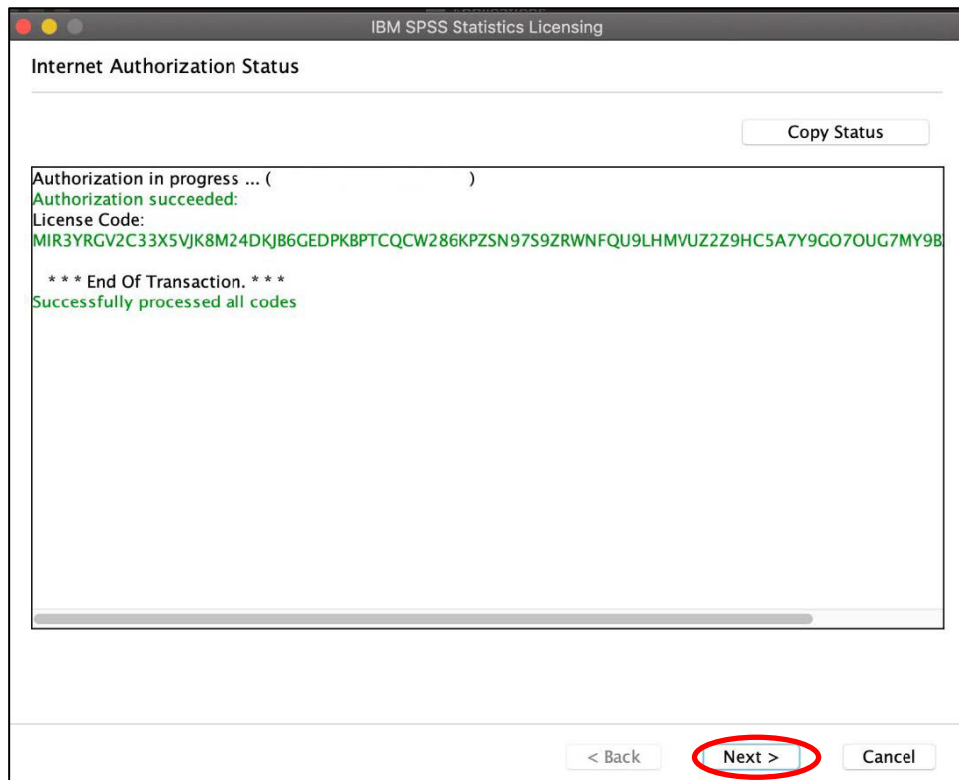 IBM SPSS Statistics Licensing
Internet Authorization Status
Copy Status
Authorization in progress ... ( )
Authorization succeeded:
License Code:
MIR3YRGV2C33X5VJK8M24DKJB6GEDPKBPTCQCW286KPZSN97S9ZRWNFQU9LHMVUZ2Z9HC5A7Y9GO7OUG7MY9B
* * * End Of Transaction. * * *
Successfully processed all codes
< Back
Next >
Cancel